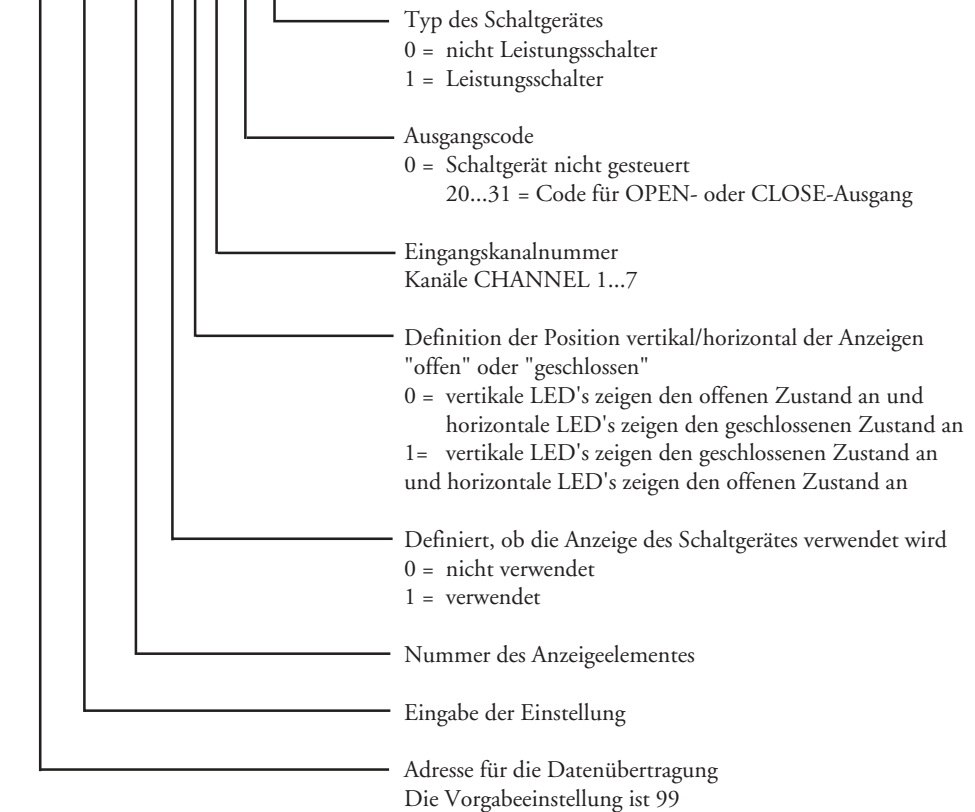 Typ des Schaltgerätes
0 = nicht Leistungsschalter
1 = Leistungsschalter
Ausgangscode
0 = Schaltgerät nicht gesteuert
20...31 = Code für OPEN- oder CLOSE-Ausgang
Eingangskanalnummer
Kanäle CHANNEL 1...7
Definition der Position vertikal/horizontal der Anzeigen
"offen" oder "geschlossen"
0 = vertikale LED's zeigen den offenen Zustand an und
horizontale LED's zeigen den geschlossenen Zustand an
1= vertikale LED's zeigen den geschlossenen Zustand an
und horizontale LED's zeigen den offenen Zustand an
Definiert, ob die Anzeige des Schaltgerätes verwendet wird
0 = nicht verwendet
1 = verwendet
Nummer des Anzeigeelementes
Eingabe der Einstellung
Adresse für die Datenübertragung
Die Vorgabeeinstellung ist 99